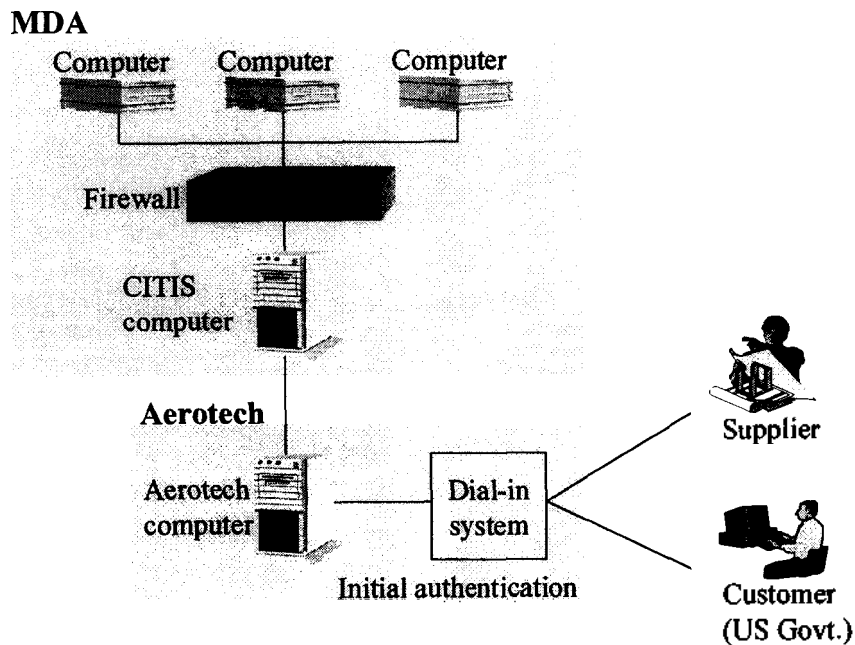 MDA
Computer
Computer
Computer
Firewall
CITIS
computer
Aerotech
Aerotech
computer
Dial-in
system
Initial authentication
Supplier
Customer
(US Govt.)